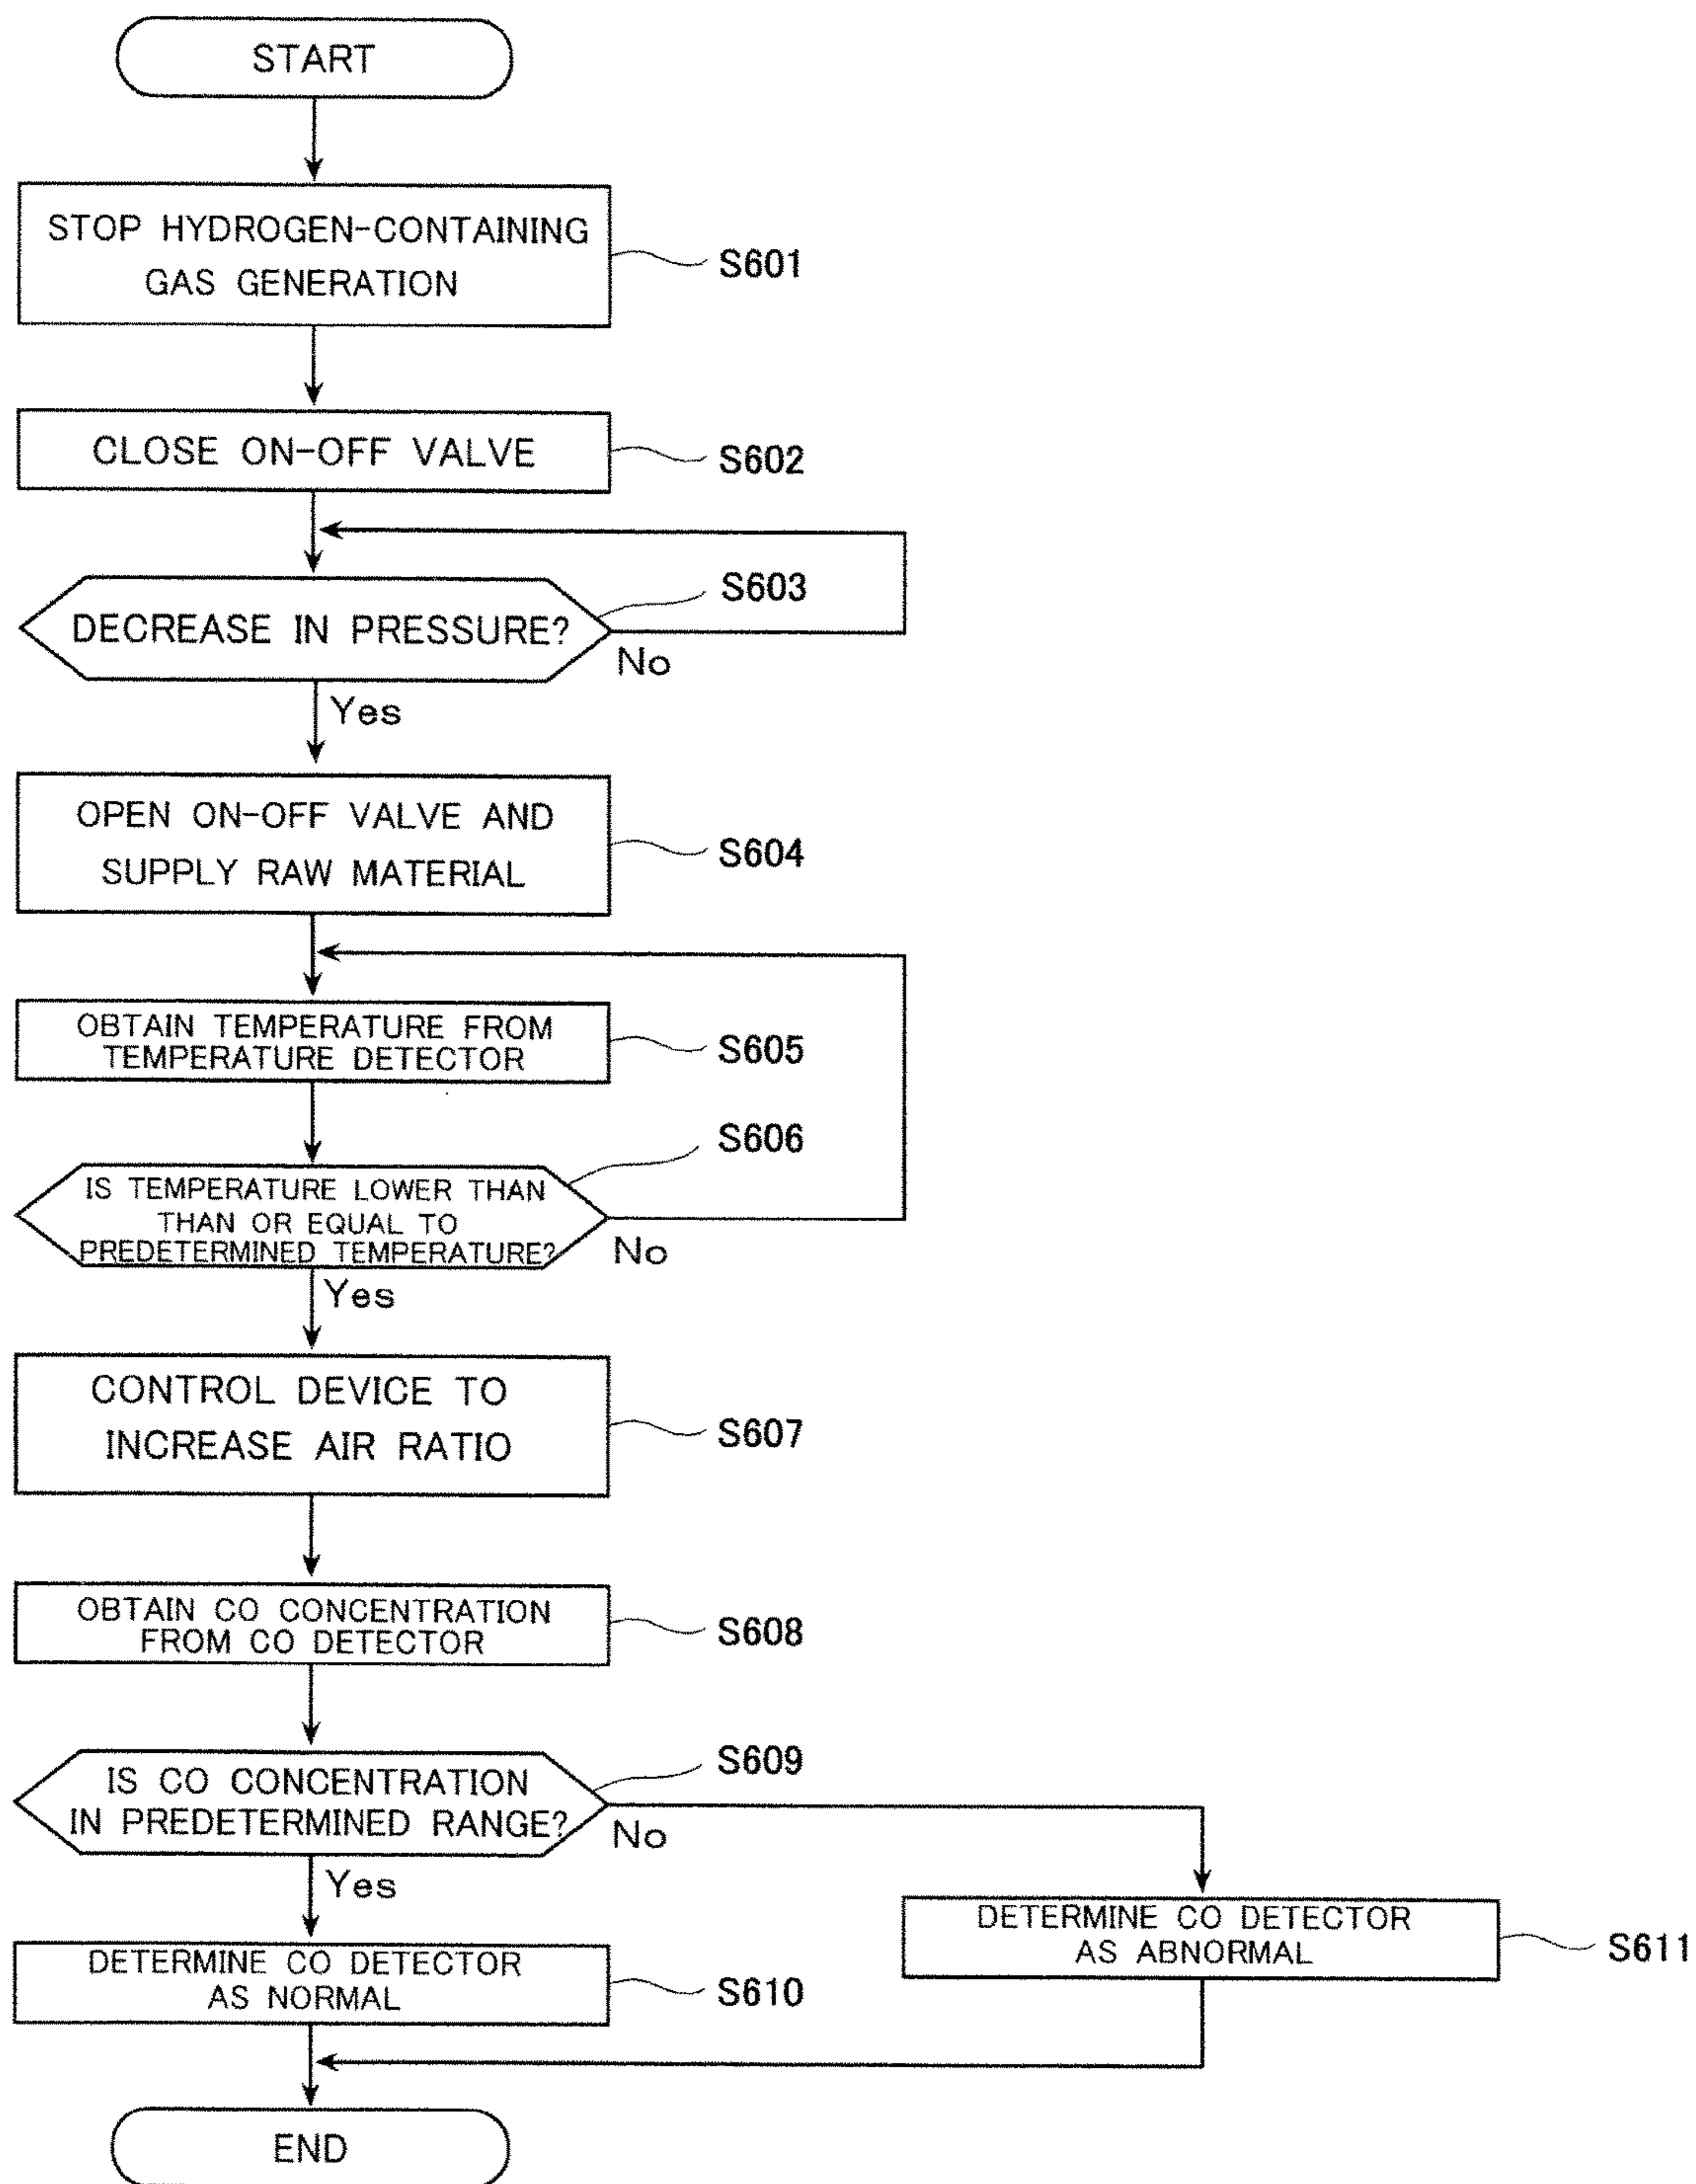 START
STOP HYDROGEN-CONTAINING
GAS GENERATION
S601
CLOSE ON-OFF VALVE
S602
S603
DECREASE IN PRESSURE?
No
Yes
OPEN ON-OFF VALVE AND
SUPPLY RAW MATERIAL
S604
OBTAIN TEMPERATURE FROM
TEMPERATURE DETECTOR
S605
S606
IS TEMPERATURE LOWER THAN
THAN OR EQUAL TO
PREDETERMINED TEMPERATURE?
No
Yes
CONTROL DEVICE TO
INCREASE AIR RATIO
S607
OBTAIN CO CONCENTRATION
FROM CO DETECTOR
S608
S609
IS CO CONCENTRATION
IN PREDETERMINED RANGE?
No
Yes
DETERMINE CO DETECTOR
AS ABNORMAL
S611
DETERMINE CO DETECTOR
AS NORMAL
S610
END